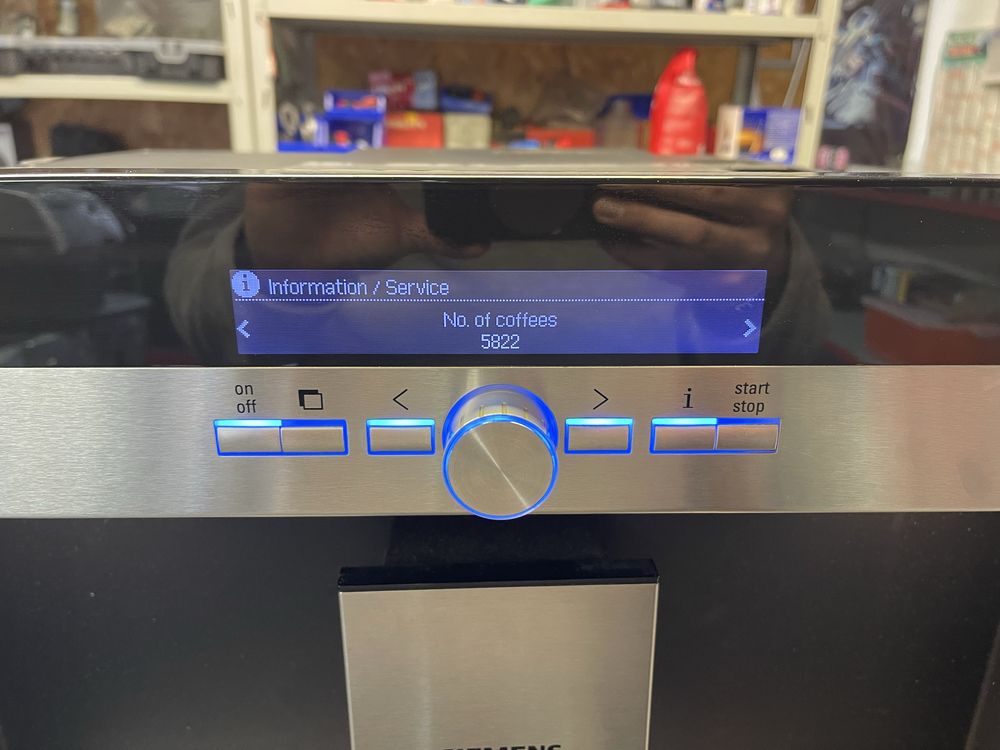 i Information / Service
< No. of coffees >
5822
on
off
< >
i
start
stop
SIEMENS